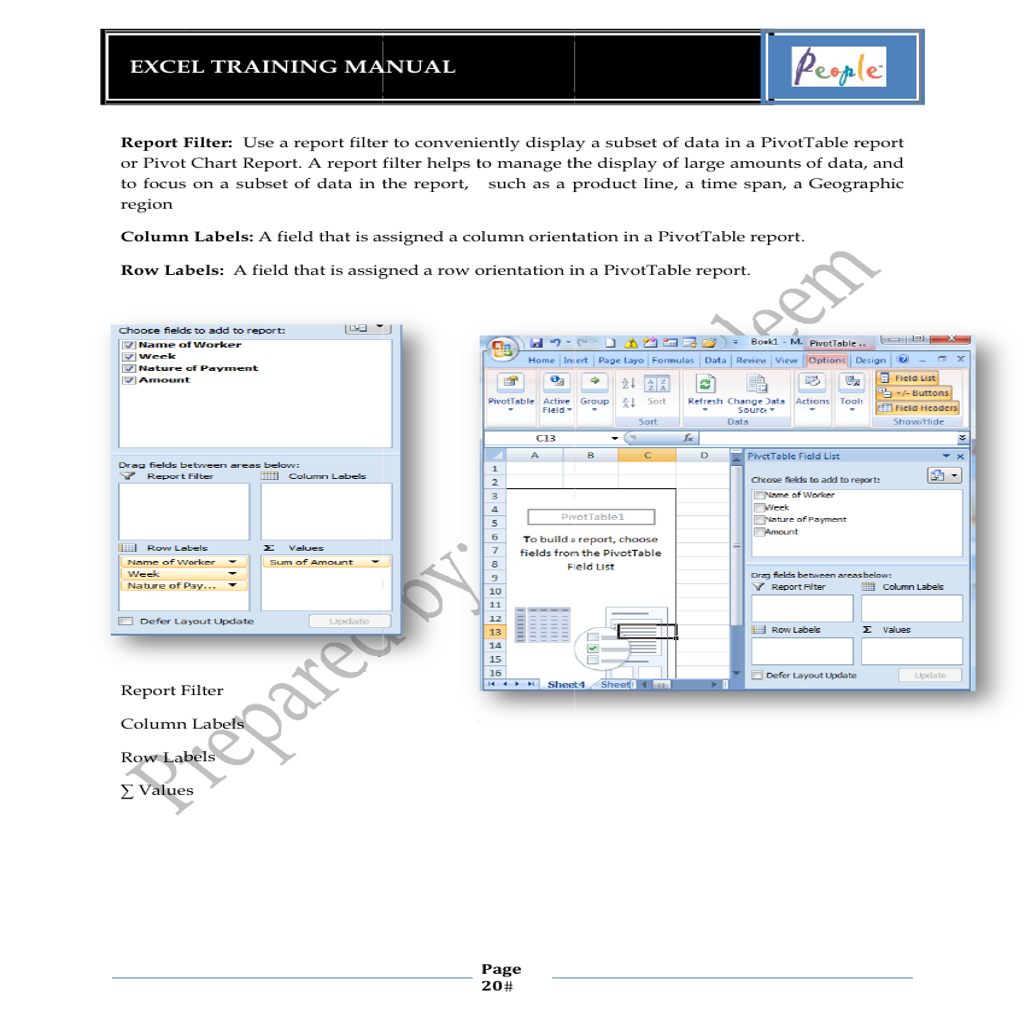 EXCEL TRAINING MANUAL
People
Report Filter: Use a report filter to conveniently display a subset of data in a PivotTable report
or Pivot Chart Report. A report filter helps to manage the display of large amounts of data, and
to focus on a subset of data in the report, such as a product line, a time span, a Geographic
region
Column Labels: A field that is assigned a column orientation in a PivotTable report.
Row Labels: A field that is assigned a row orientation in a PivotTable report.
Choose fields to add to report:
Name of Worker
Week
Nature of Payment
Amount
Drag fields between areas below:
Report Filter Column Labels
Row Labels Σ Values
Name of Worker Sum of Amount
Week
Nature of Pay...
Defer Layout Update Update
Book1 - M. PivotTable ..
Home Insert Page Layo Formulas Data Review View Options Design
PivotTable Active Field Group Sort Refresh Change Data Source Actions Tools
Field List
+/- Buttons
Field Headers
Sort Data Show/Hide
C13 fx
A B C D
PivotTable Field List
1
2
3
4
5
6
7
8
9
10
11
12
13
14
15
16
PivotTable1
To build a report, choose
fields from the PivotTable
Field List
Choose fields to add to report:
Name of Worker
Week
Nature of Payment
Amount
Drag fields between areas below:
Report Filter Column Labels
Row Labels Σ Values
Defer Layout Update Update
Sheet4 Sheet
Prepared by:
Report Filter
Column Labels
Row Labels
∑ Values
Page
20#